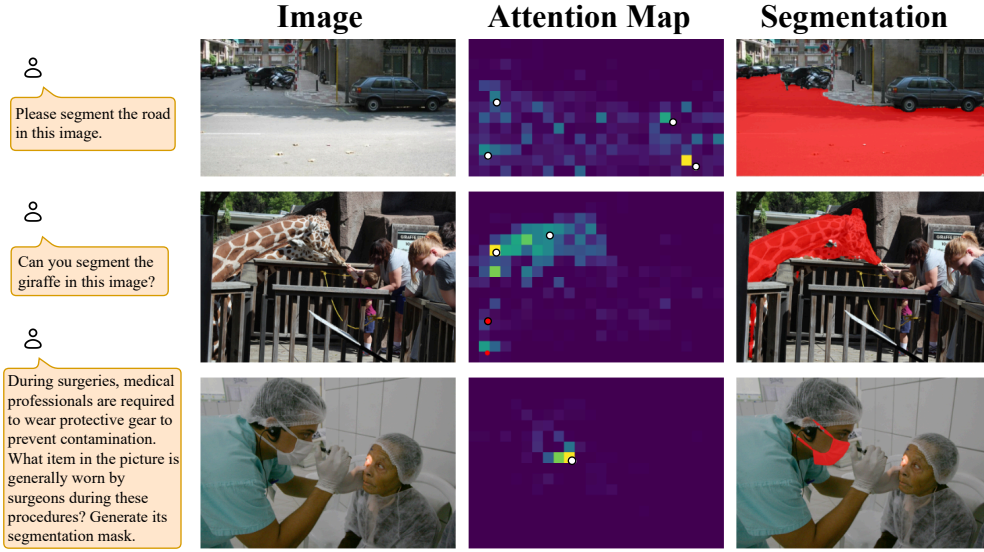 Image Attention Map Segmentation
Please segment the road
in this image.
Can you segment the
giraffe in this image?
During surgeries, medical
professionals are required
to wear protective gear to
prevent contamination.
What item in the picture is
generally worn by
surgeons during these
procedures? Generate its
segmentation mask.